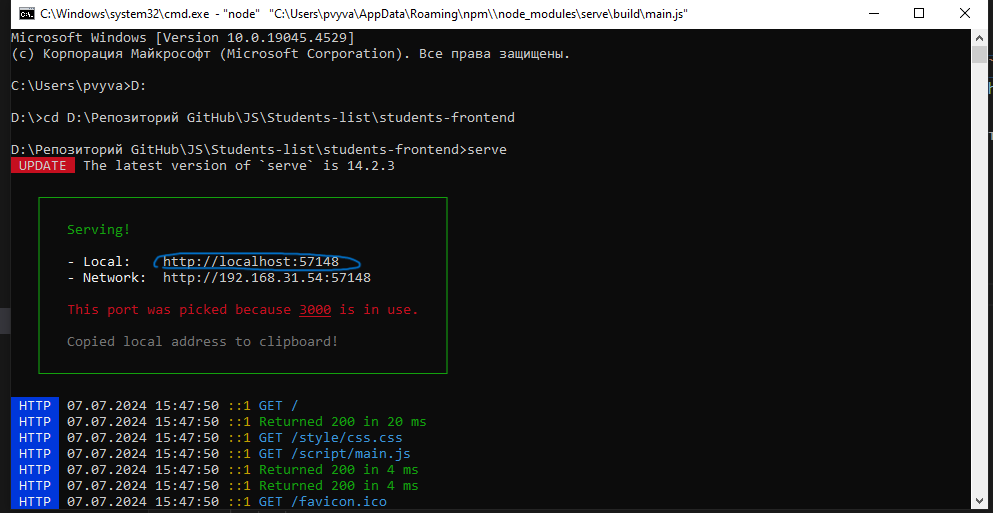 C:\Windows\system32\cmd.exe - "node" "C:\Users\pvyva\AppData\Roaming\npm\\node_modules\serve\build\main.js"
Microsoft Windows [Version 10.0.19045.4529]
(c) Корпорация Майкрософт (Microsoft Corporation). Все права защищены.
C:\Users\pvyva>D:
D:\>cd D:\Репозиторий GitHub\JS\Students-list\students-frontend
D:\Репозиторий GitHub\JS\Students-list\students-frontend>serve
UPDATE The latest version of `serve` is 14.2.3
Serving!
- Local: http://localhost:57148
- Network: http://192.168.31.54:57148
This port was picked because 3000 is in use.
Copied local address to clipboard!
HTTP 07.07.2024 15:47:50 ::1 GET /
HTTP 07.07.2024 15:47:50 ::1 Returned 200 in 20 ms
HTTP 07.07.2024 15:47:50 ::1 GET /style/css.css
HTTP 07.07.2024 15:47:50 ::1 GET /script/main.js
HTTP 07.07.2024 15:47:50 ::1 Returned 200 in 4 ms
HTTP 07.07.2024 15:47:50 ::1 Returned 200 in 4 ms
HTTP 07.07.2024 15:47:50 ::1 GET /favicon.ico